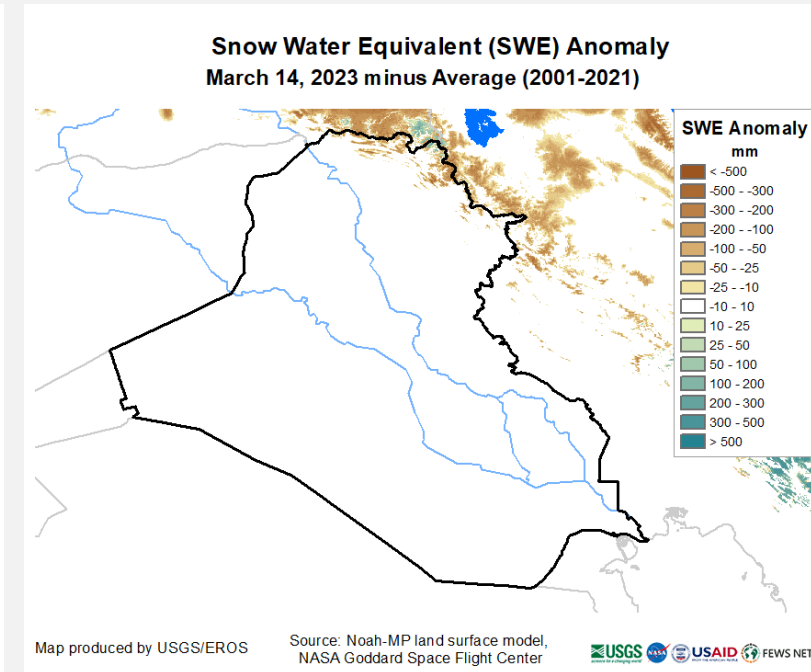 Snow Water Equivalent (SWE) Anomaly
March 14, 2023 minus Average (2001-2021)
SWE Anomaly
mm
< -500
-500 - -300
-300 - -200
-200 - -100
-100 - -50
-50 - -25
-25 - -10
-10 - 10
10 - 25
25 - 50
50 - 100
100 - 200
200 - 300
300 - 500
> 500
Map produced by USGS/EROS
Source: Noah-MP land surface model,
NASA Goddard Space Flight Center
USGS
NASA
USAID
FEWS NET